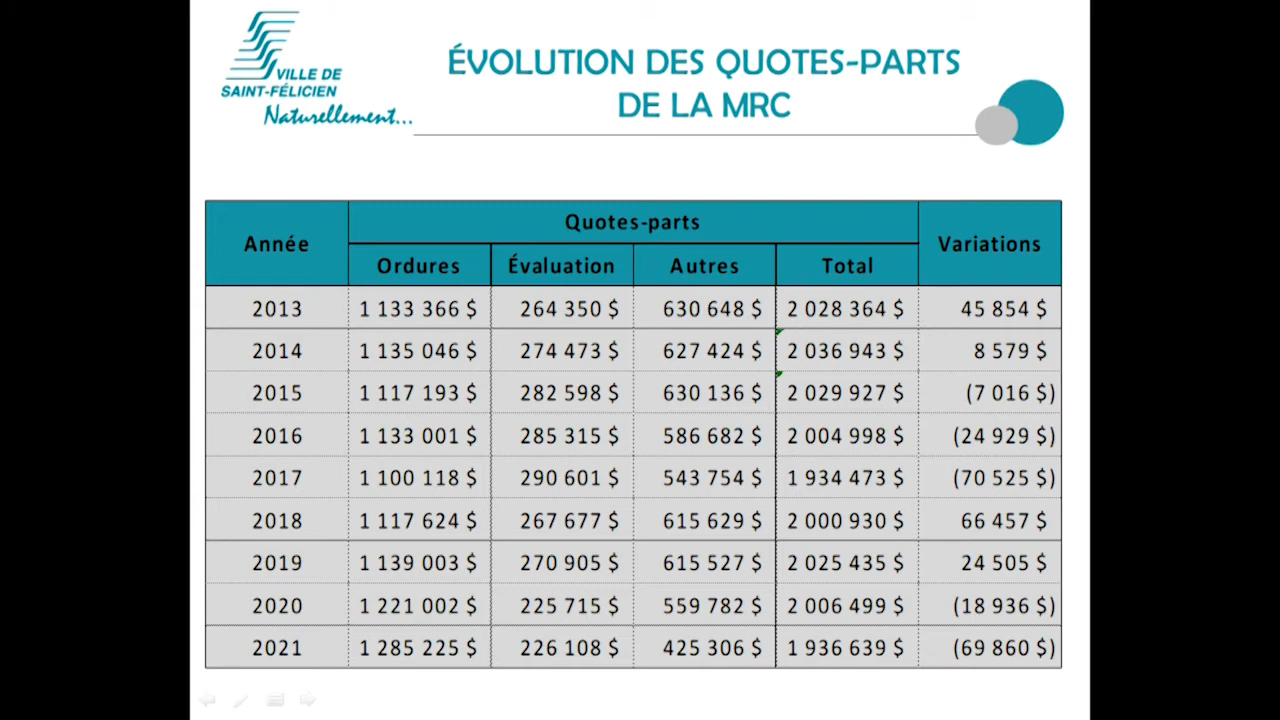 VILLE DE
SAINT-FÉLICIEN
Naturellement...
ÉVOLUTION DES QUOTES-PARTS
DE LA MRC
Année Quotes-parts Variations
Ordures Évaluation Autres Total
2013 1 133 366 $ 264 350 $ 630 648 $ 2 028 364 $ 45 854 $
2014 1 135 046 $ 274 473 $ 627 424 $ 2 036 943 $ 8 579 $
2015 1 117 193 $ 282 598 $ 630 136 $ 2 029 927 $ (7 016 $)
2016 1 133 001 $ 285 315 $ 586 682 $ 2 004 998 $ (24 929 $)
2017 1 100 118 $ 290 601 $ 543 754 $ 1 934 473 $ (70 525 $)
2018 1 117 624 $ 267 677 $ 615 629 $ 2 000 930 $ 66 457 $
2019 1 139 003 $ 270 905 $ 615 527 $ 2 025 435 $ 24 505 $
2020 1 221 002 $ 225 715 $ 559 782 $ 2 006 499 $ (18 936 $)
2021 1 285 225 $ 226 108 $ 425 306 $ 1 936 639 $ (69 860 $)